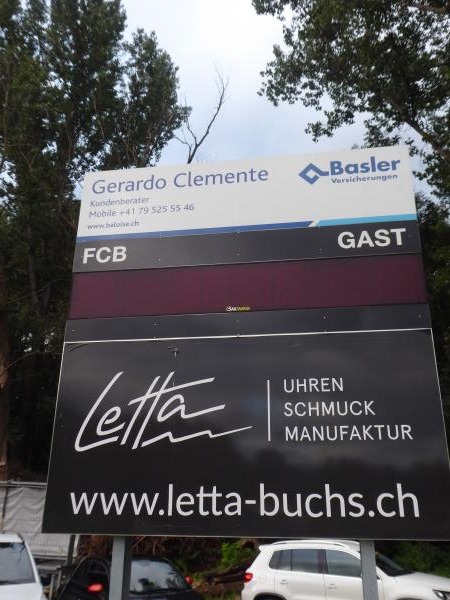 Gerardo Clemente
Kundenberater
Mobile +41 79 525 55 46
www.baloise.ch
Basler
Versicherungen
FCB
GAST
Letta
UHREN
SCHMUCK
MANUFAKTUR
www.letta-buchs.ch